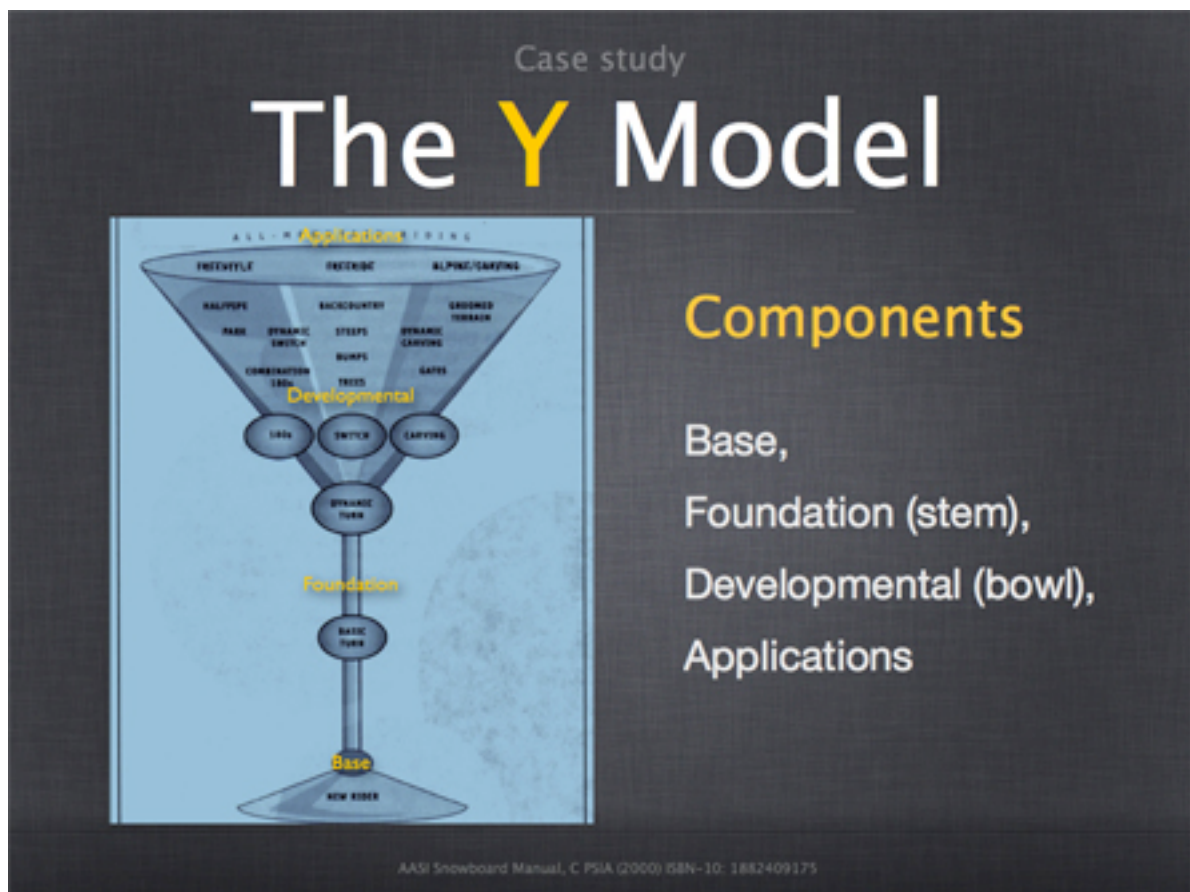 Case study
The Y Model
Applications
FREESTYLE FREERIDE ALPINE/CARVING
HALFPIPE BACKCOUNTRY GROOMED
TERRAIN
PARK DYNAMIC
SWITCH STEEPS DYNAMIC
CARVING
BUMPS
COMBINATION
180s TREES GATES
Developmental
180s SWITCH CARVING
DYNAMIC
TURN
Foundation
BASIC
TURN
Base
NEW RIDER
Components
Base,
Foundation (stem),
Developmental (bowl),
Applications
AASI Snowboard Manual, C PSIA (2000) ISBN-10: 1882409175